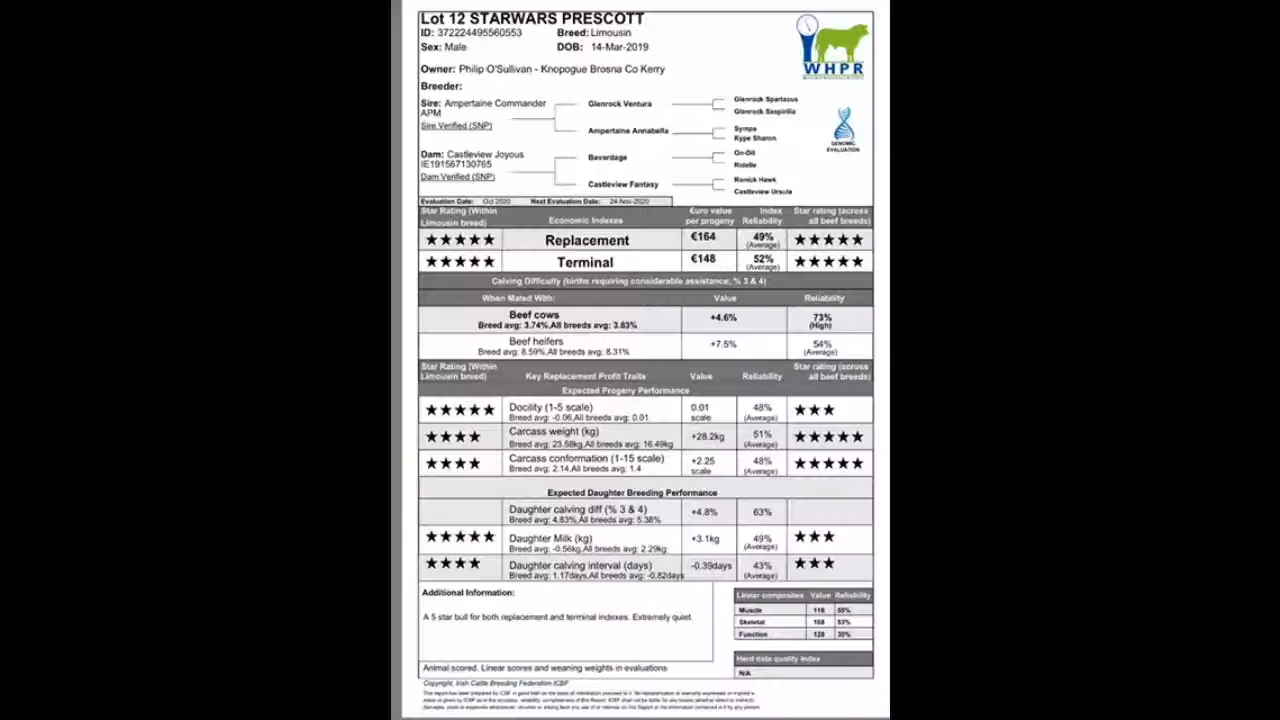 Lot 12 STARWARS PRESCOTT
ID: 372224495560553 Breed: Limousin
Sex: Male DOB: 14-Mar-2019
WHPR
Owner: Philip O'Sullivan - Knopogue Brosna Co Kerry
Breeder:
Sire: Ampertaine Commander APM
Sire Verified (SNP)
Glenrock Ventura
Glenrock Spartacus
Ampertaine Annabella
Sympa
Kype Sharon
GENOMIC
EVALUATION
Dam: Castleview Joyous
IE191567130765
Dam Verified (SNP)
Bavardage
On-Dit
Ridelle
Castleview Fantasy
Ronick Hawk
Castleview Ursula
Evaluation Date: Oct 2020 Next Evaluation Date: 24-Nov-2020
Star Rating (Within Limousin breed) Economic Indexes €uro value per progeny Index Reliability Star rating (across all beef breeds)
★★★★★ Replacement €164 49% (Average) ★★★★★
★★★★★ Terminal €148 52% (Average) ★★★★★
Calving Difficulty (births requiring considerable assistance, % 3 & 4)
When Mated With: Value Reliability
Beef cows +4.6% 73%
Breed avg: 3.74%,All breeds avg: 3.83% (High)
Beef heifers +7.5% 54%
Breed avg: 8.59%,All breeds avg: 8.31% (Average)
Star Rating (Within Limousin breed) Key Replacement Profit Traits Value Reliability Star rating (across all beef breeds)
Expected Progeny Performance
★★★★★ Docility (1-5 scale) 0.01 scale 48% (Average) ★★★
Breed avg: -0.06,All breeds avg: 0.01
★★★★ Carcass weight (kg) +28.2kg 51% (Average) ★★★★★
Breed avg: 23.58kg,All breeds avg: 16.49kg
★★★★ Carcass conformation (1-15 scale) +2.25 scale 48% (Average) ★★★★★
Breed avg: 2.14,All breeds avg: 1.4
Expected Daughter Breeding Performance
Daughter calving diff (% 3 & 4) +4.8% 63%
Breed avg: 4.83%,All breeds avg: 5.38%
★★★★★ Daughter Milk (kg) +3.1kg 49% (Average) ★★★
Breed avg: -0.56kg,All breeds avg: 2.29kg
★★★★ Daughter calving interval (days) -0.39days 43% (Average) ★★★
Breed avg: 1.17days,All breeds avg: -0.82days
Additional Information:
A 5 star bull for both replacement and terminal indexes. Extremely quiet
Linear composites Value Reliability
Muscle 116
Skeletal 108 53%
Function 128 30%
Herd data quality index
N/A
Animal scored. Linear scores and weaning weights in evaluations
Copyright, Irish Cattle Breeding Federation ICBF